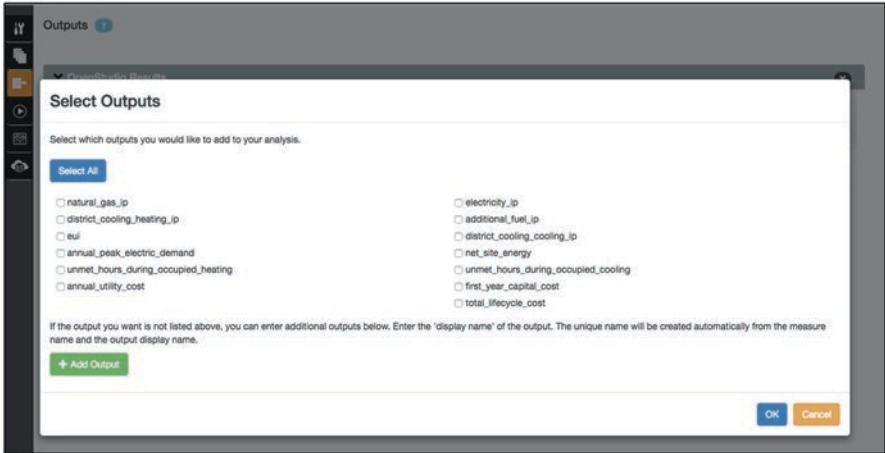 Outputs ?
OpenStudio Results
Select Outputs
Select which outputs you would like to add to your analysis.
Select All
natural_gas_ip
electricity_ip
district_cooling_heating_ip
additional_fuel_ip
eui
district_cooling_cooling_ip
annual_peak_electric_demand
net_site_energy
unmet_hours_during_occupied_heating
unmet_hours_during_occupied_cooling
annual_utility_cost
first_year_capital_cost
total_lifecycle_cost
If the output you want is not listed above, you can enter additional outputs below. Enter the 'display name' of the output. The unique name will be created automatically from the measure
name and the output display name.
+ Add Output
OK
Cancel